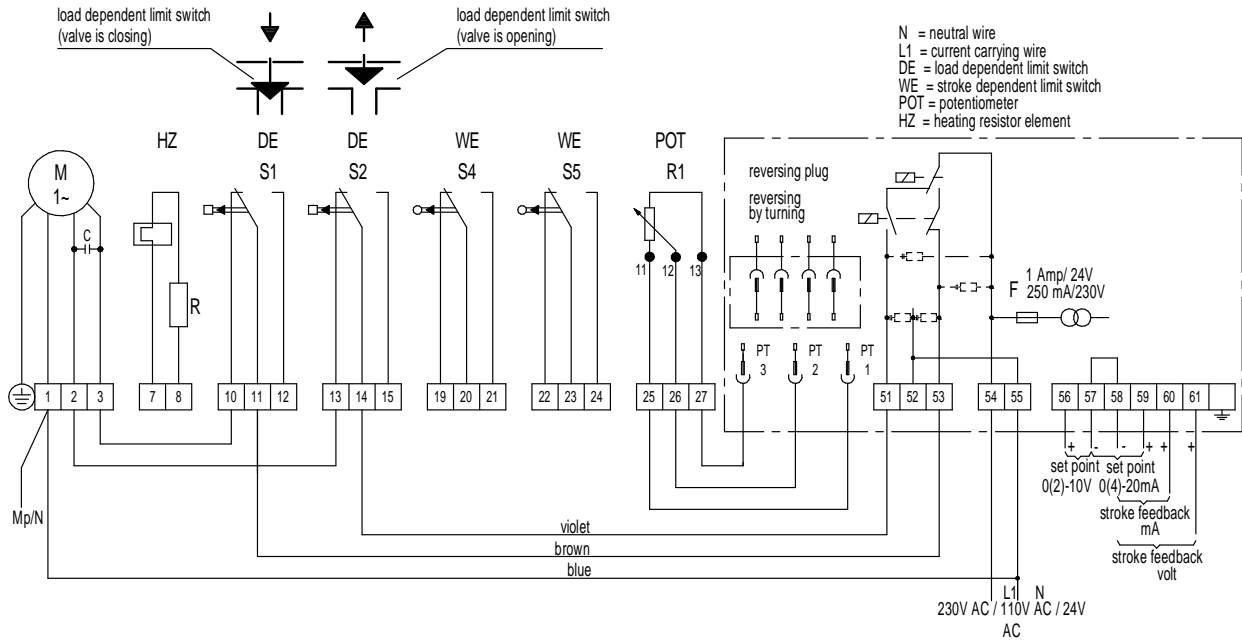 load dependent limit switch
(valve is closing)
load dependent limit switch
(valve is opening)
N = neutral wire
L1 = current carrying wire
DE = load dependent limit switch
WE = stroke dependent limit switch
POT = potentiometer
HZ = heating resistor element
HZ DE DE WE WE POT
S1 S2 S4 S5 R1
M
1~
C
R
11 12 13
reversing plug
reversing
by turning
F
1 Amp/ 24V
250 mA/230V
PT
3
PT
2
PT
1
1 2 3 7 8 10 11 12 13 14 15 19 20 21 22 23 24 25 26 27 51 52 53 54 55 56 57 58 59 60 61
+ - - + + +
set point
0(2)-10V
set point
0(4)-20mA
stroke feedback
mA
stroke feedback
volt
Mp/N
violet
brown
blue
L1 N
230V AC / 110V AC / 24V
AC